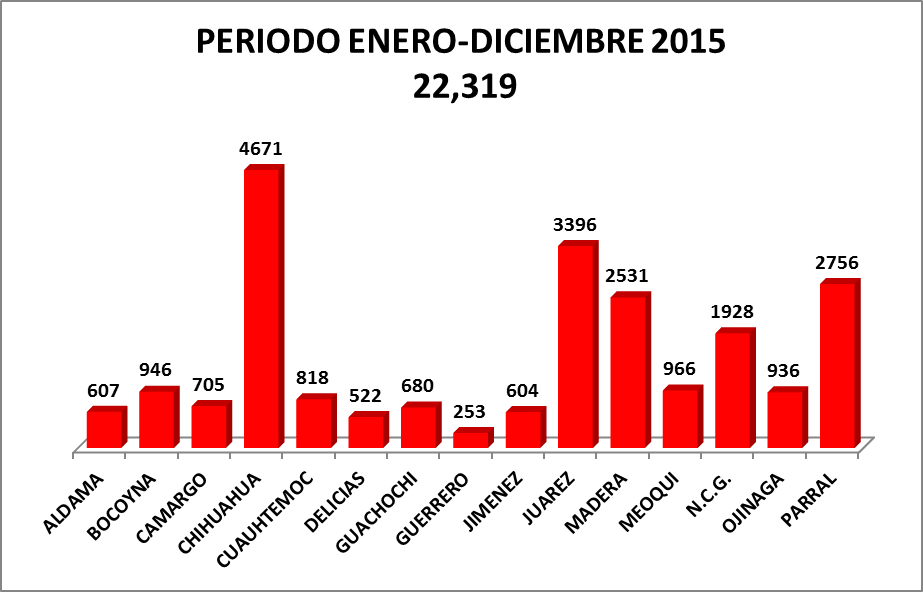 PERIODO ENERO-DICIEMBRE 2015
22,319
607
946
705
4671
818
522
680
253
604
3396
2531
966
1928
936
2756
ALDAMA
BOCOYNA
CAMARGO
CHIHUAHUA
CUAUHTEMOC
DELICIAS
GUACHOCHI
GUERRERO
JIMENEZ
JUAREZ
MADERA
MEOQUI
N.C.G.
OJINAGA
PARRAL